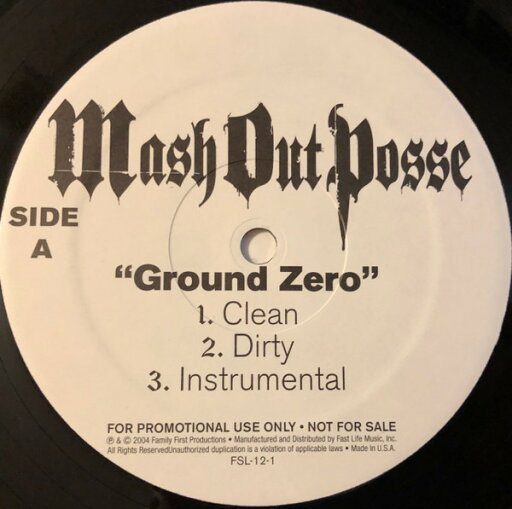 Mash Out Posse
SIDE
A
“Ground Zero”
1. Clean
2. Dirty
3. Instrumental
FOR PROMOTIONAL USE ONLY • NOT FOR SALE
℗ & © 2004 Family First Productions • Manufactured and Distributed by Fast Life Music, Inc.
All Rights ReservedUnauthorized duplication is a violation of applicable laws • Made in U.S.A.
FSL-12-1